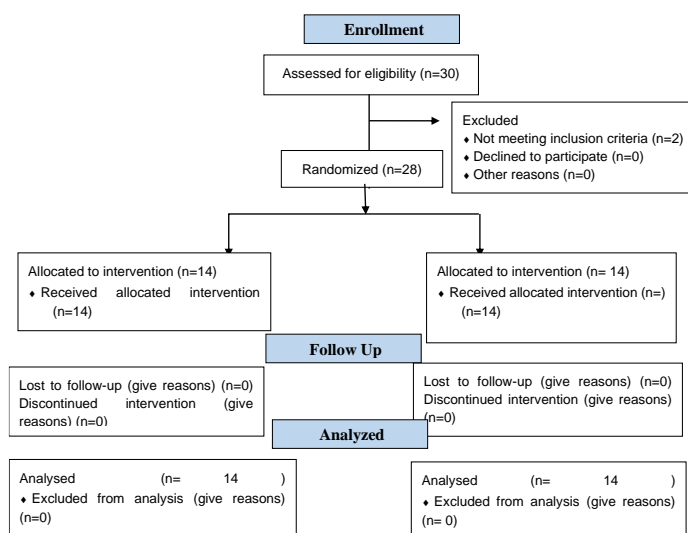 Enrollment
Assessed for eligibility (n=30)
Excluded
♦ Not meeting inclusion criteria (n=2)
♦ Declined to participate (n=0)
♦ Other reasons (n=0)
Randomized (n=28)
Allocated to intervention (n=14)
♦ Received allocated intervention
(n=14)
Allocated to intervention (n= 14)
♦ Received allocated intervention (n=)
(n=14)
Follow Up
Lost to follow-up (give reasons) (n=0)
Discontinued intervention (give
reasons) (n=0)
Lost to follow-up (give reasons) (n=0)
Discontinued intervention (give reasons)
(n=0)
Analyzed
Analysed (n= 14 )
♦ Excluded from analysis (give reasons)
(n=0)
Analysed (n= 14 )
♦ Excluded from analysis (give reasons)
(n= 0)